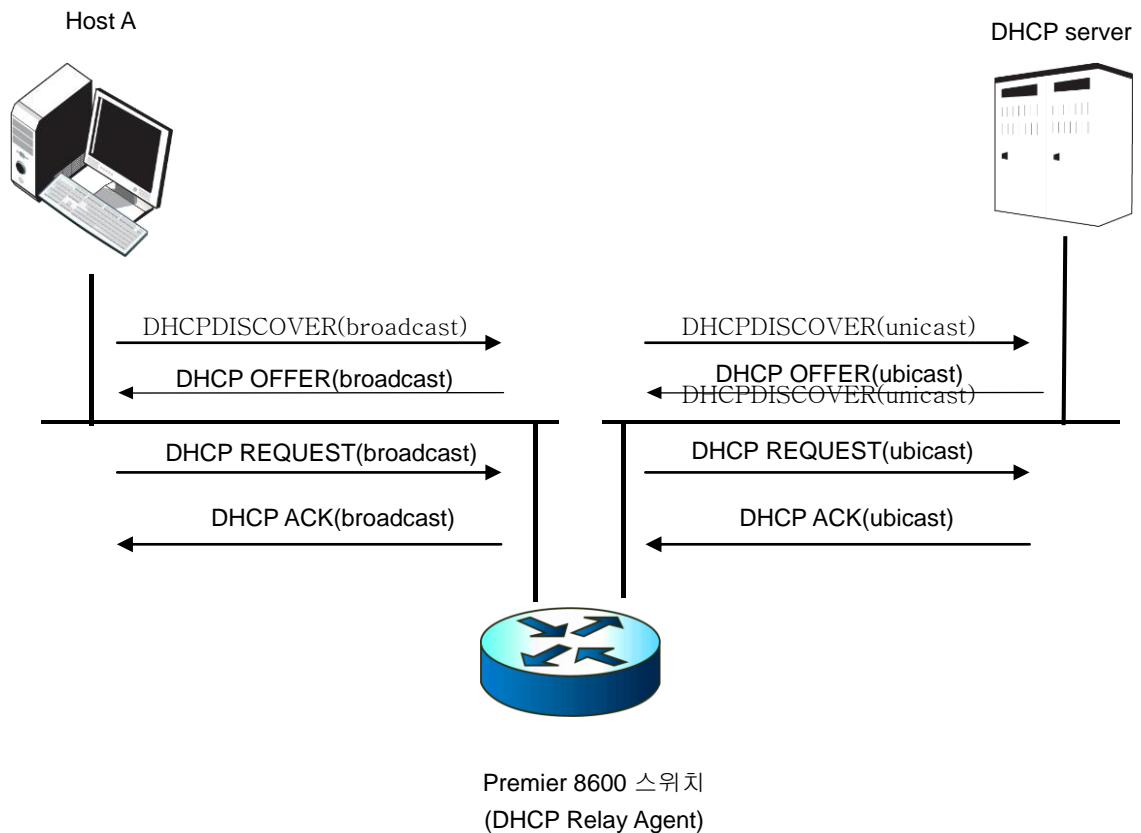 Host A
DHCP server
DHCPDISCOVER(broadcast)
DHCPDISCOVER(unicast)
DHCP OFFER(broadcast)
DHCP OFFER(ubicast)
DHCPDISCOVER(unicast)
DHCP REQUEST(broadcast)
DHCP REQUEST(ubicast)
DHCP ACK(broadcast)
DHCP ACK(ubicast)
Premier 8600 스위치
(DHCP Relay Agent)